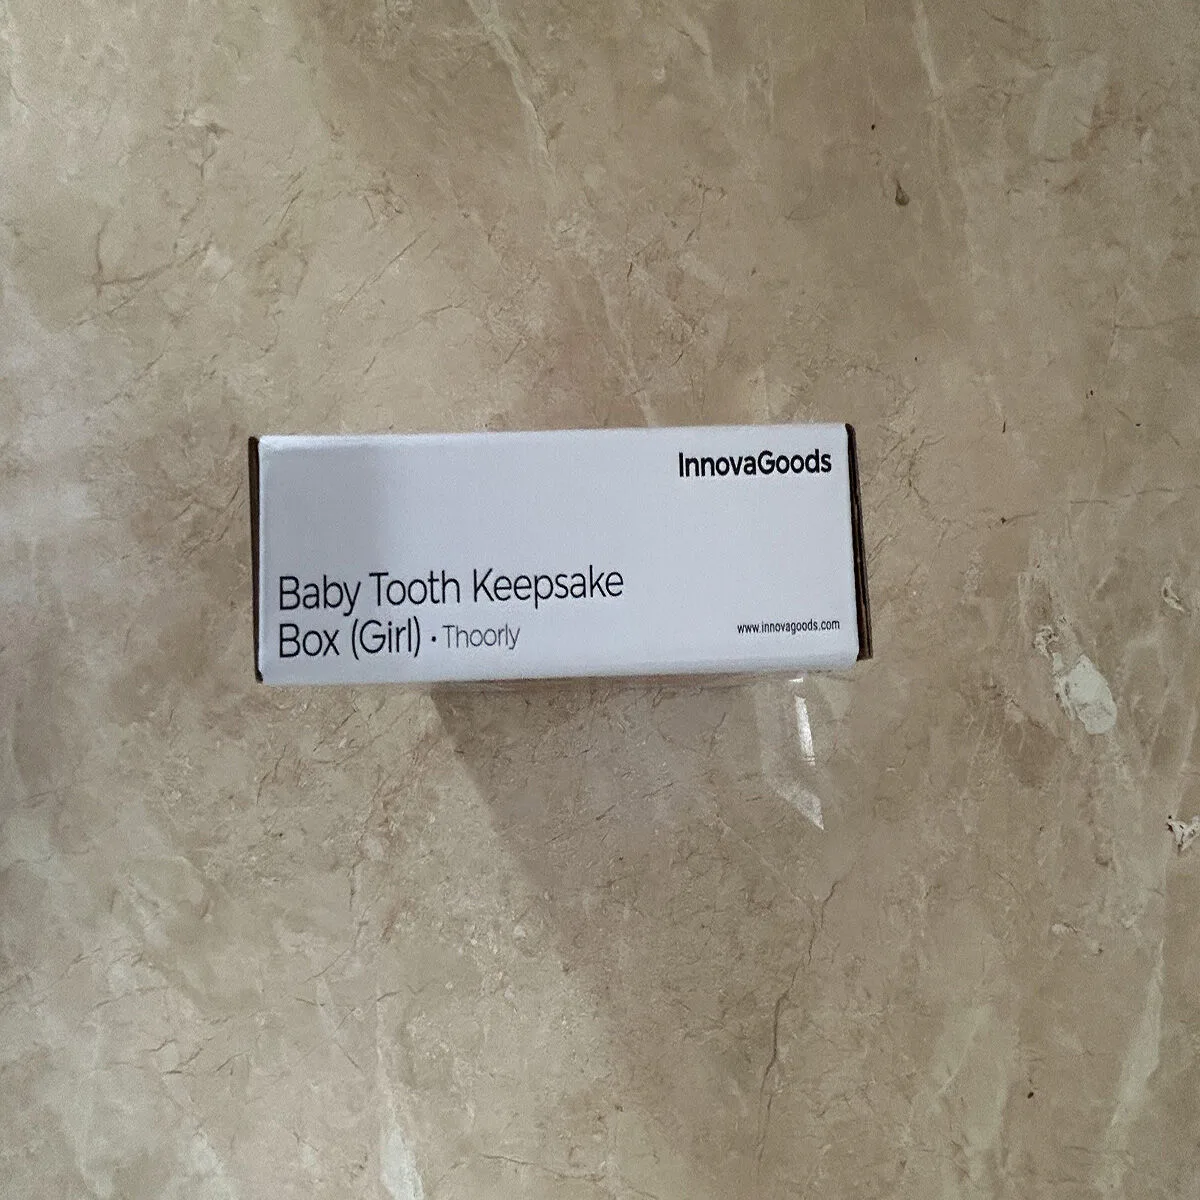 InnovaGoods
Baby Tooth Keepsake
Box (Girl) · Thoorly
www.innovagoods.com